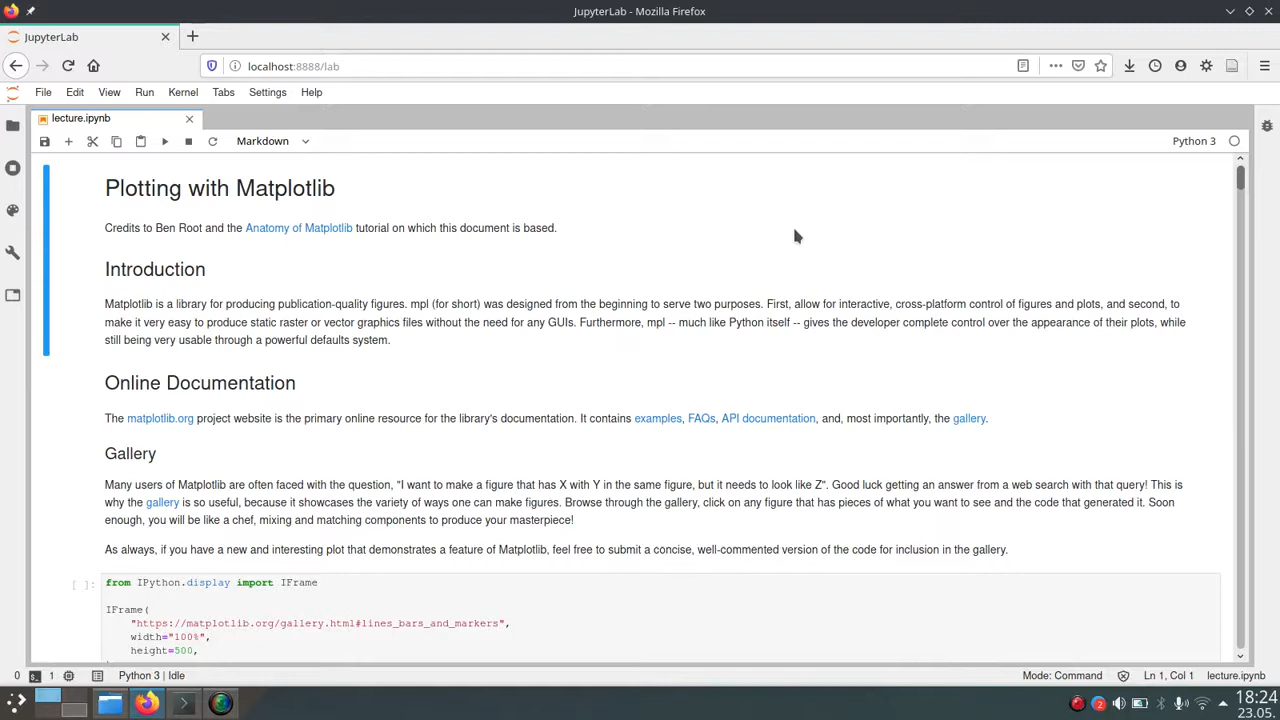 JupyterLab - Mozilla Firefox
JupyterLab
localhost:8888/lab
File Edit View Run Kernel Tabs Settings Help
lecture.ipynb
Markdown
Python 3
Plotting with Matplotlib
Credits to Ben Root and the Anatomy of Matplotlib tutorial on which this document is based.
Introduction
Matplotlib is a library for producing publication-quality figures. mpl (for short) was designed from the beginning to serve two purposes. First, allow for interactive, cross-platform control of figures and plots, and second, to
make it very easy to produce static raster or vector graphics files without the need for any GUIs. Furthermore, mpl -- much like Python itself -- gives the developer complete control over the appearance of their plots, while
still being very usable through a powerful defaults system.
Online Documentation
The matplotlib.org project website is the primary online resource for the library's documentation. It contains examples, FAQs, API documentation, and, most importantly, the gallery.
Gallery
Many users of Matplotlib are often faced with the question, "I want to make a figure that has X with Y in the same figure, but it needs to look like Z". Good luck getting an answer from a web search with that query! This is
why the gallery is so useful, because it showcases the variety of ways one can make figures. Browse through the gallery, click on any figure that has pieces of what you want to see and the code that generated it. Soon
enough, you will be like a chef, mixing and matching components to produce your masterpiece!
As always, if you have a new and interesting plot that demonstrates a feature of Matplotlib, feel free to submit a concise, well-commented version of the code for inclusion in the gallery.
[ ]: from IPython.display import IFrame
IFrame(
"https://matplotlib.org/gallery.html#lines_bars_and_markers",
width="100%",
height=500,
0 1 Python 3 | Idle Mode: Command Ln 1, Col 1 lecture.ipynb
2
18:24
23.05.